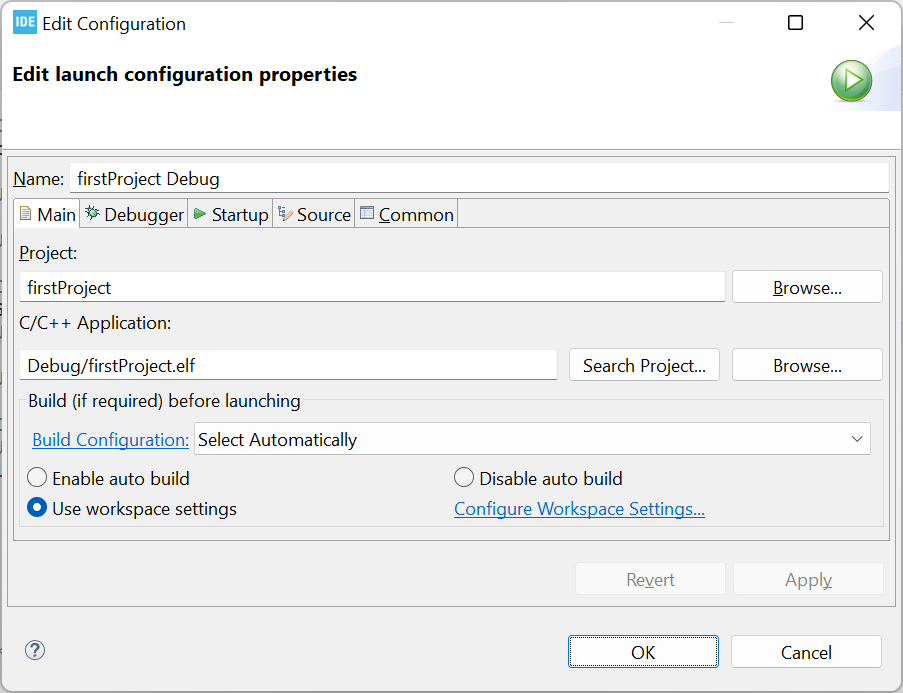 IDE Edit Configuration
Edit launch configuration properties
Name: firstProject Debug
Main Debugger Startup Source Common
Project:
firstProject Browse...
C/C++ Application:
Debug/firstProject.elf Search Project... Browse...
Build (if required) before launching
Build Configuration: Select Automatically
Enable auto build Disable auto build
Use workspace settings Configure Workspace Settings...
Revert Apply
? OK Cancel